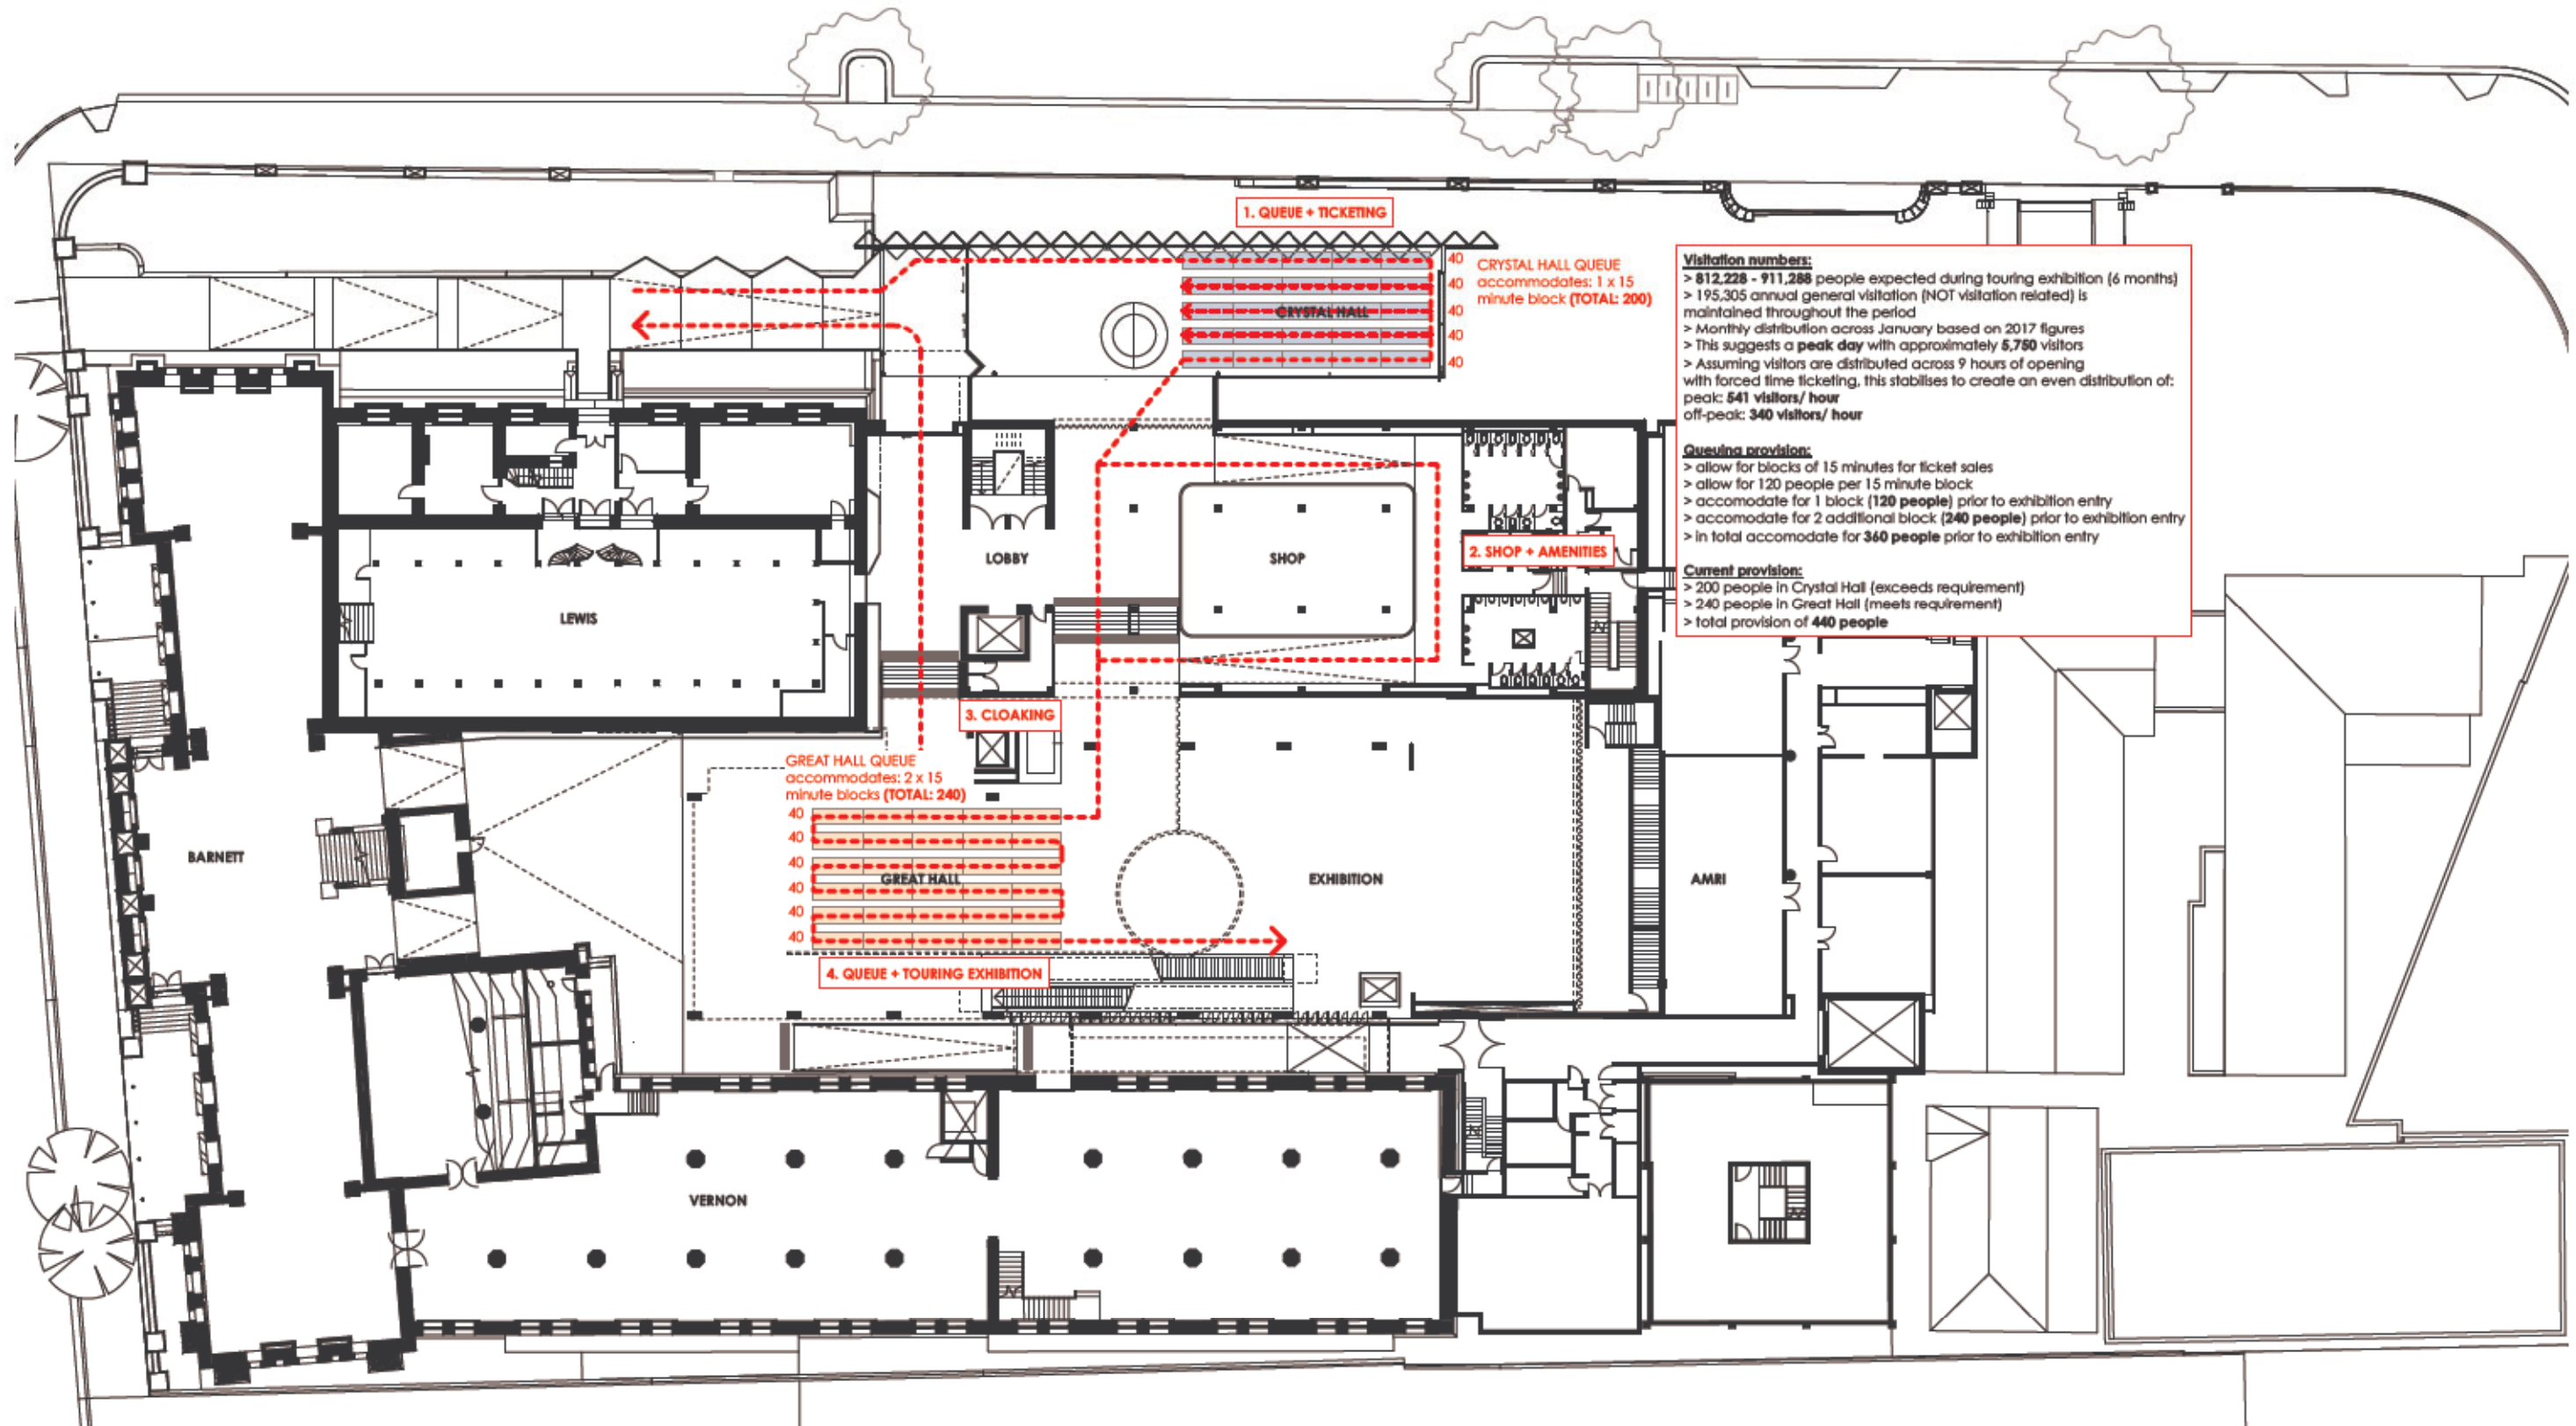 1. QUEUE + TICKETING
40
40
40
40
40
CRYSTAL HALL QUEUE
accommodates: 1 x 15
minute block (TOTAL: 200)
CRYSTAL HALL
Visitation numbers:
> 812,228 - 911,288 people expected during touring exhibition (6 months)
> 195,305 annual general visitation (NOT visitation related) is
maintained throughout the period
> Monthly distribution across January based on 2017 figures
> This suggests a peak day with approximately 5,750 visitors
> Assuming visitors are distributed across 9 hours of opening
with forced time ticketing, this stabilises to create an even distribution of:
peak: 541 visitors/ hour
off-peak: 340 visitors/ hour
Queuing provision:
> allow for blocks of 15 minutes for ticket sales
> allow for 120 people per 15 minute block
> accomodate for 1 block (120 people) prior to exhibition entry
> accomodate for 2 additional block (240 people) prior to exhibition entry
> in total accomodate for 360 people prior to exhibition entry
Current provision:
> 200 people in Crystal Hall (exceeds requirement)
> 240 people in Great Hall (meets requirement)
> total provision of 440 people
LOBBY
SHOP
2. SHOP + AMENITIES
LEWIS
3. CLOAKING
GREAT HALL QUEUE
accommodates: 2 x 15
minute blocks (TOTAL: 240)
40
40
40
40
40
40
BARNETT
GREAT HALL
EXHIBITION
AMRI
4. QUEUE + TOURING EXHIBITION
VERNON